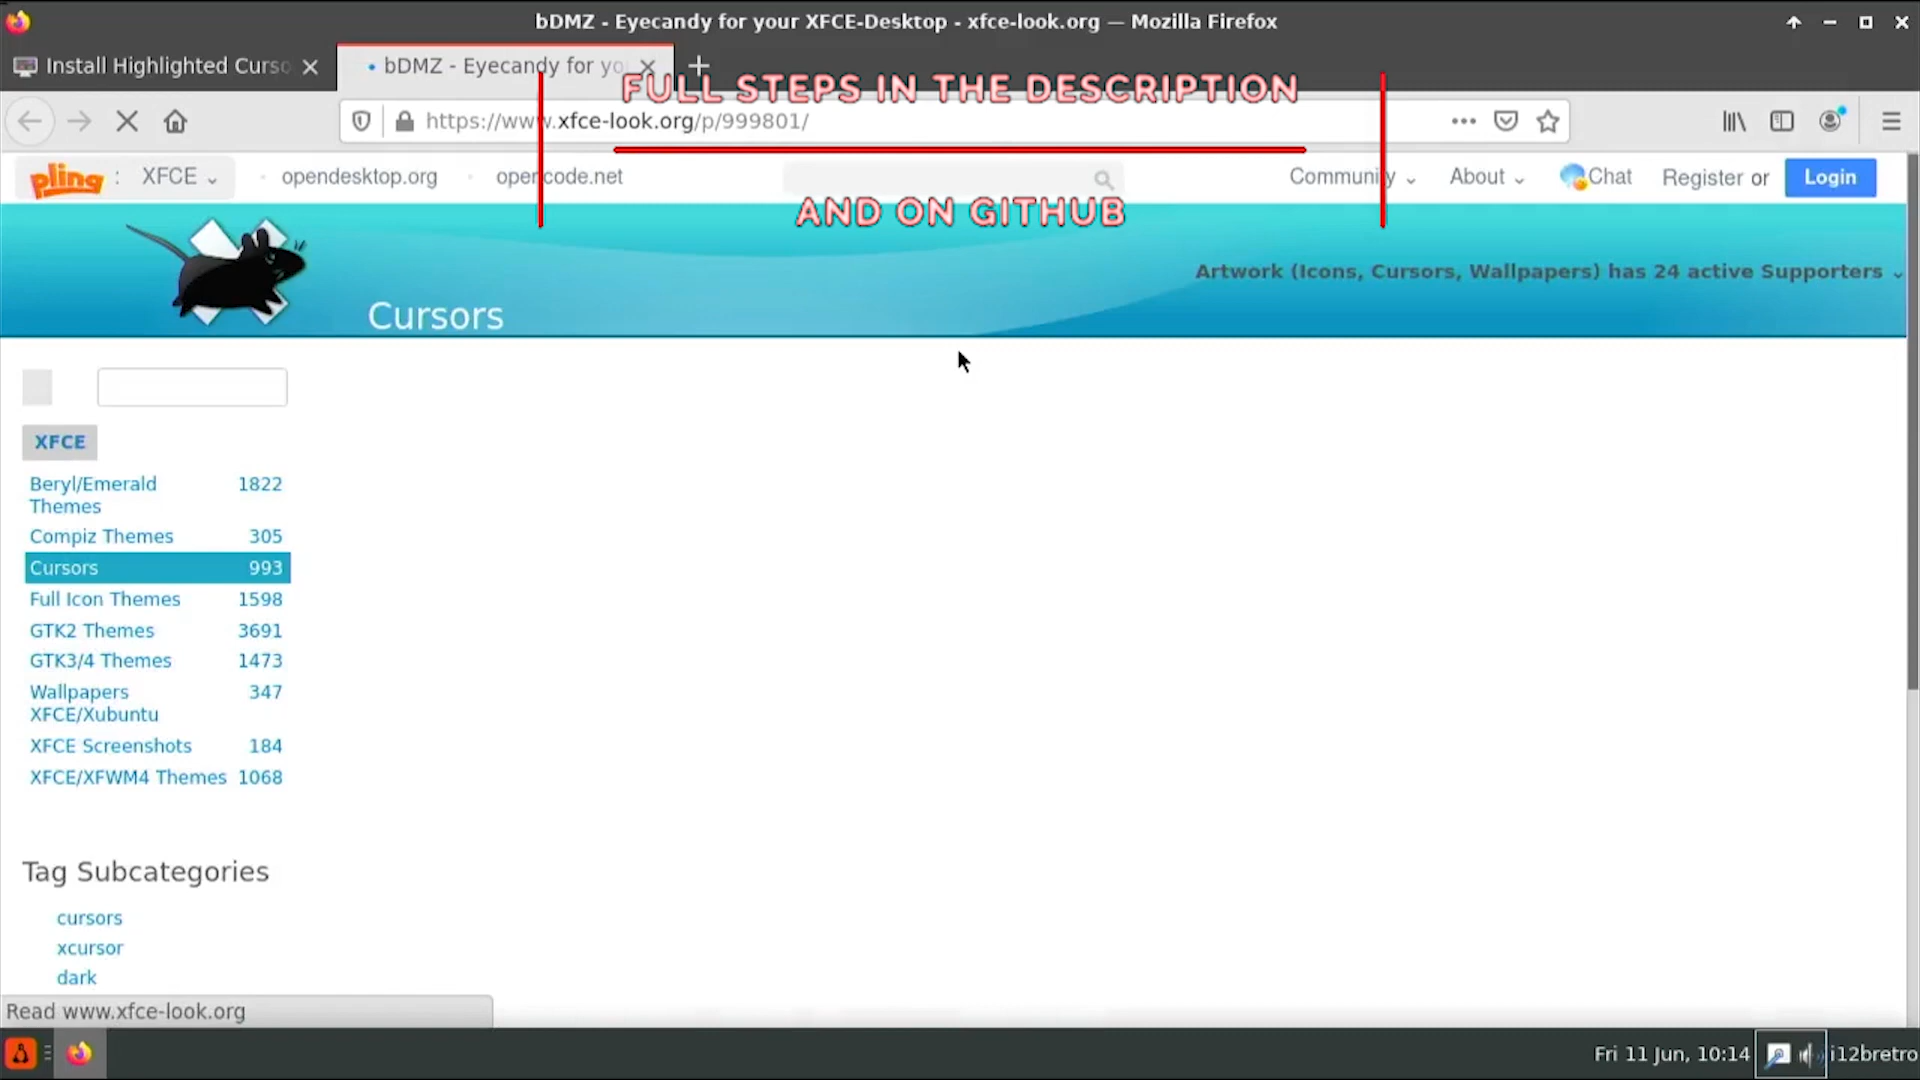 bDMZ - Eyecandy for your XFCE-Desktop - xfce-look.org — Mozilla Firefox
Install Highlighted Curso
bDMZ - Eyecandy for yo
FULL STEPS IN THE DESCRIPTION
https://www.xfce-look.org/p/999801/
pling : XFCE
opendesktop.org
opencode.net
Community
About
Chat
Register or
Login
AND ON GITHUB
Artwork (Icons, Cursors, Wallpapers) has 24 active Supporters
Cursors
XFCE
Beryl/Emerald Themes 1822
Compiz Themes 305
Cursors 993
Full Icon Themes 1598
GTK2 Themes 3691
GTK3/4 Themes 1473
Wallpapers XFCE/Xubuntu 347
XFCE Screenshots 184
XFCE/XFWM4 Themes 1068
Tag Subcategories
cursors
xcursor
dark
Read www.xfce-look.org
Fri 11 Jun, 10:14
i12bretro